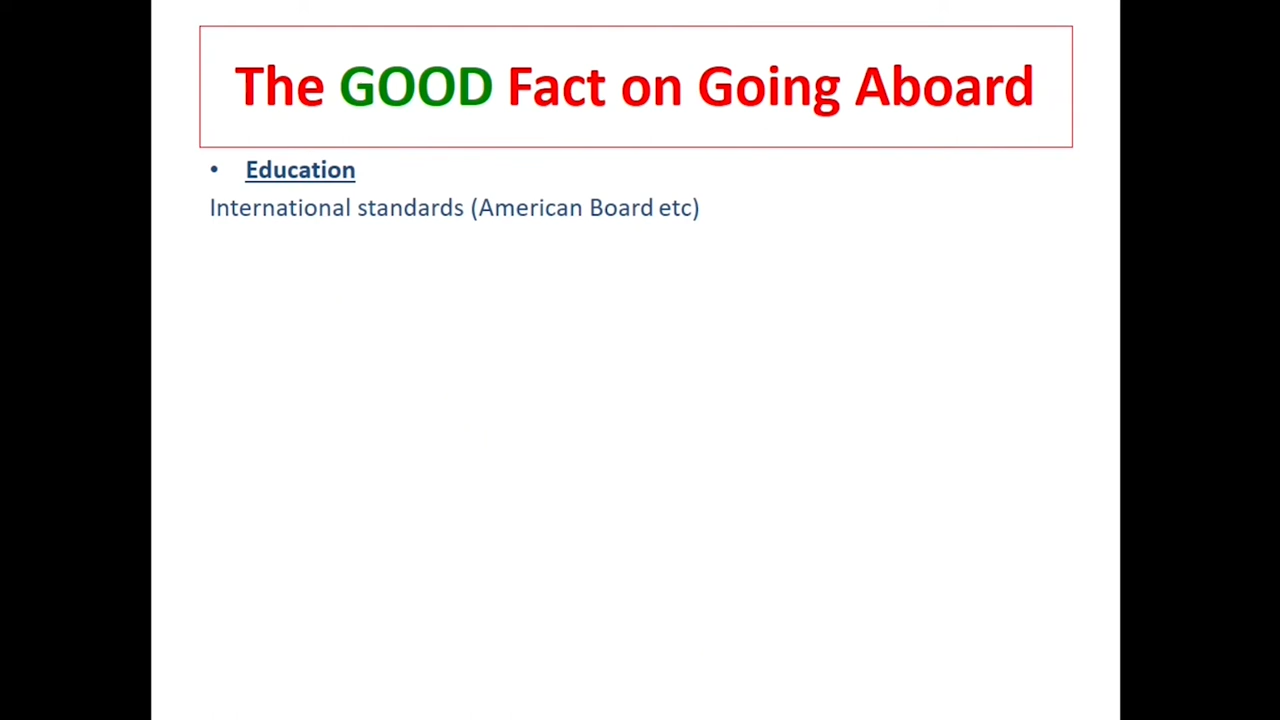 The GOOD Fact on Going Aboard
• Education
International standards (American Board etc)